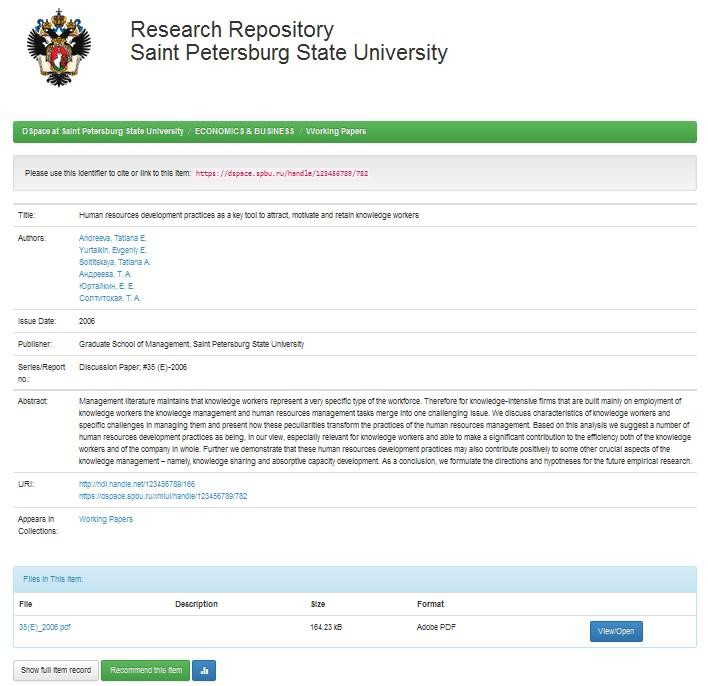 Research Repository
Saint Petersburg State University
DSpace at Saint Petersburg State University / ECONOMICS & BUSINESS / Working Papers
Please use this identifier to cite or link to this item: https://dspace.spbu.ru/handle/123456789/782
Title: Human resources development practices as a key tool to attract, motivate and retain knowledge workers
Authors: Andreeva, Tatiana E.
Yurtaikin, Evgeniy E.
Soltitskaya, Tatiana A.
Андреева, Т. А.
Юртайкин, Е. Е.
Солтитская, Т. А.
Issue Date: 2006
Publisher: Graduate School of Management, Saint Petersburg State University
Series/Report Discussion Paper; #35 (E)-2006
no.:
Abstract: Management literature maintains that knowledge workers represent a very specific type of the workforce. Therefore for knowledge-intensive firms that are built mainly on employment of
knowledge workers the knowledge management and human resources management tasks merge into one challenging issue. We discuss characteristics of knowledge workers and
specific challenges in managing them and present how these peculiarities transform the practices of the human resources management. Based on this analysis we suggest a number of
human resources development practices as being, in our view, especially relevant for knowledge workers and able to make a significant contribution to the efficiency both of the knowledge
workers and of the company in whole. Further we demonstrate that these human resources development practices may also contribute positively to some other crucial aspects of the
knowledge management – namely, knowledge sharing and absorptive capacity development. As a conclusion, we formulate the directions and hypotheses for the future empirical research.
URI: http://hdl.handle.net/123456789/166
https://dspace.spbu.ru/xmlui/handle/123456789/782
Appears in Working Papers
Collections:
Files in This Item:
File Description Size Format
35(E)_2006.pdf 164.23 kB Adobe PDF View/Open
Show full item record Recommend this item